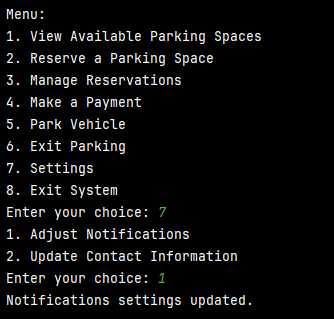 Menu:
1. View Available Parking Spaces
2. Reserve a Parking Space
3. Manage Reservations
4. Make a Payment
5. Park Vehicle
6. Exit Parking
7. Settings
8. Exit System
Enter your choice: 7
1. Adjust Notifications
2. Update Contact Information
Enter your choice: 1
Notifications settings updated.